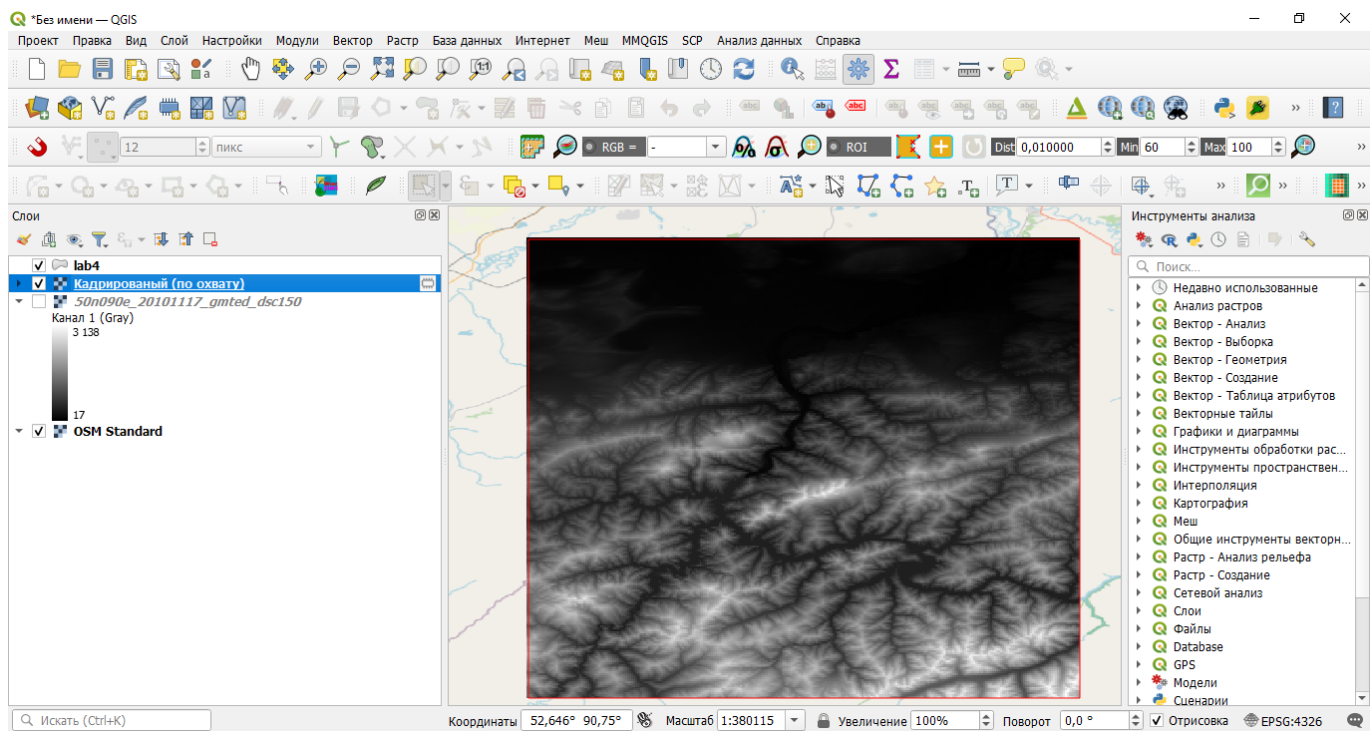 *Без имени — QGIS
Проект Правка Вид Слой Настройки Модули Вектор Растр База данных Интернет Меш MMQGIS SCP Анализ данных Справка
12 пикс RGB = - ROI Dist 0,010000 Min 60 Max 100
Слои
lab4
Кадрированый (по охвату)
50n090e_20101117_gmted_dsc150
Канал 1 (Gray)
3 138
17
OSM Standard
Инструменты анализа
Поиск...
Недавно использованные
Анализ растров
Вектор - Анализ
Вектор - Выборка
Вектор - Геометрия
Вектор - Создание
Вектор - Таблица атрибутов
Векторные тайлы
Графики и диаграммы
Инструменты обработки рас...
Инструменты пространствен...
Интерполяция
Картография
Меш
Общие инструменты векторн...
Растр - Анализ рельефа
Растр - Создание
Сетевой анализ
Слои
Файлы
Database
GPS
Модели
Сценарии
Искать (Ctrl+K) Координаты 52,646° 90,75° Масштаб 1:380115 Увеличение 100% Поворот 0,0 ° Отрисовка EPSG:4326